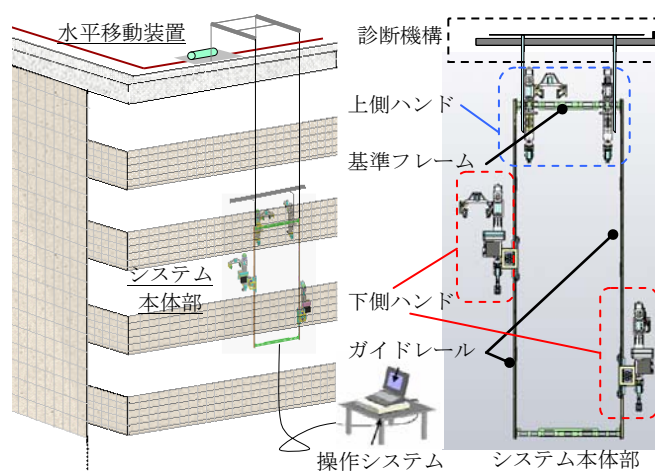 水平移動装置
システム
本体部
操作システム
診断機構
上側ハンド
基準フレーム
下側ハンド
ガイドレール
システム本体部